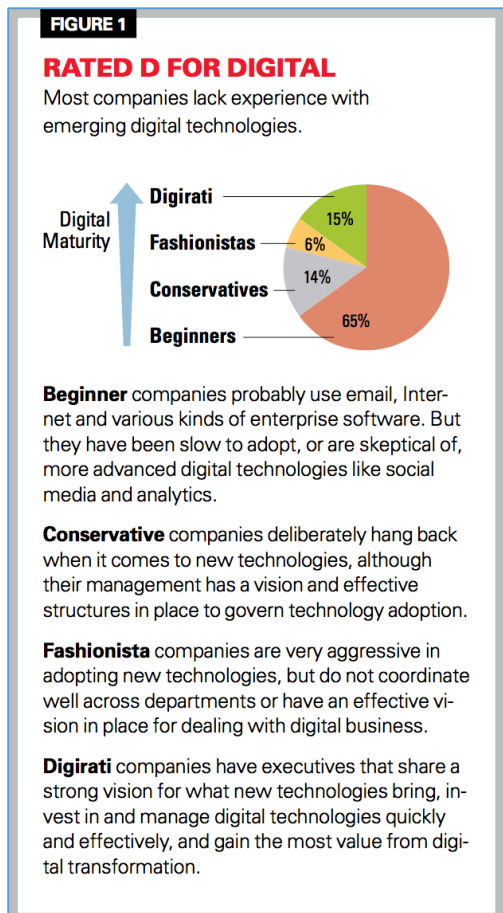 FIGURE 1
RATED D FOR DIGITAL
Most companies lack experience with
emerging digital technologies.
Digital
Maturity
Digirati
15%
Fashionistas
6%
Conservatives
14%
Beginners
65%
Beginner companies probably use email, Inter-
net and various kinds of enterprise software. But
they have been slow to adopt, or are skeptical of,
more advanced digital technologies like social
media and analytics.
Conservative companies deliberately hang back
when it comes to new technologies, although
their management has a vision and effective
structures in place to govern technology adoption.
Fashionista companies are very aggressive in
adopting new technologies, but do not coordinate
well across departments or have an effective vi-
sion in place for dealing with digital business.
Digirati companies have executives that share a
strong vision for what new technologies bring, in-
vest in and manage digital technologies quickly
and effectively, and gain the most value from digi-
tal transformation.